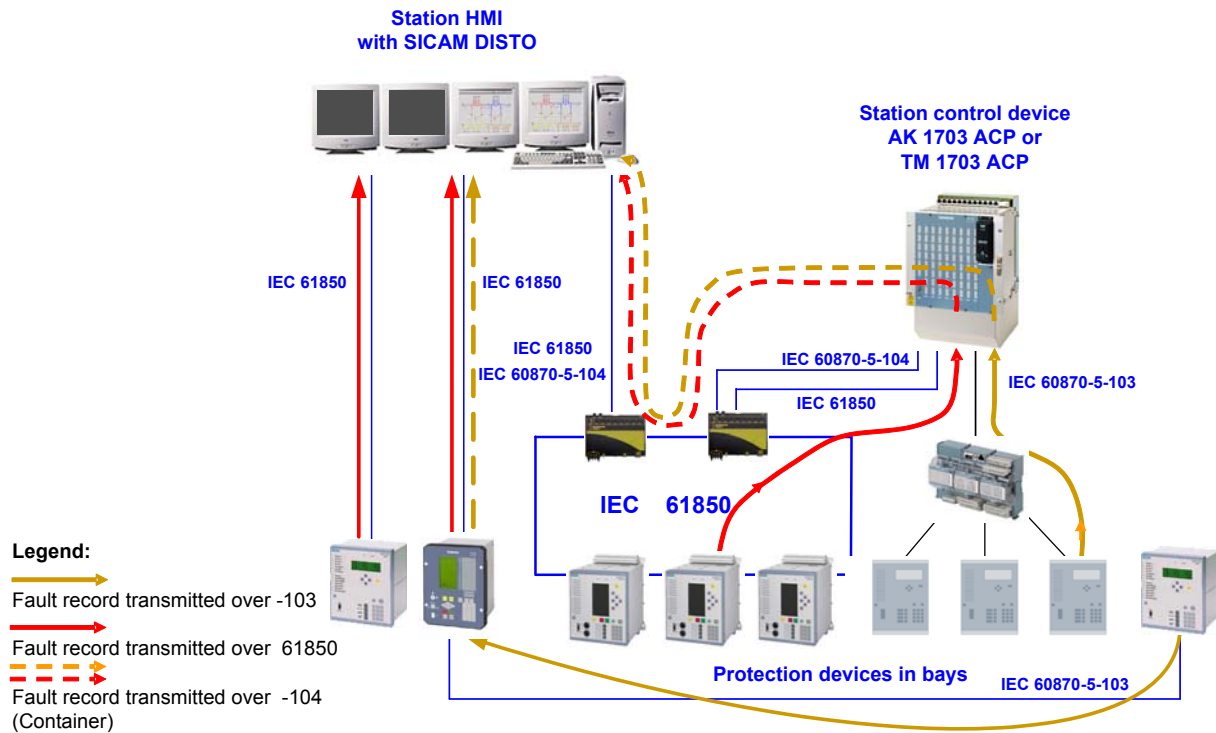 Station HMI
with SICAM DISTO
Station control device
AK 1703 ACP or
TM 1703 ACP
IEC 61850
IEC 61850
IEC 61850
IEC 60870-5-104
IEC 60870-5-104
IEC 61850
IEC 60870-5-103
IEC 61850
Legend:
Fault record transmitted over -103
Fault record transmitted over 61850
Fault record transmitted over -104
(Container)
Protection devices in bays
IEC 60870-5-103